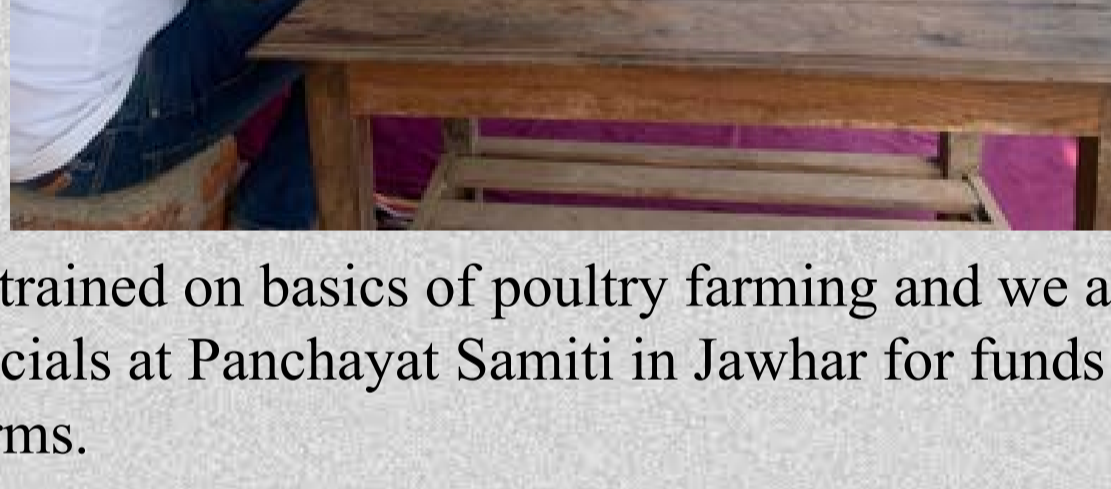 trained on basics of poultry farming and we a
cials at Panchayat Samiti in Jawhar for funds
rms.